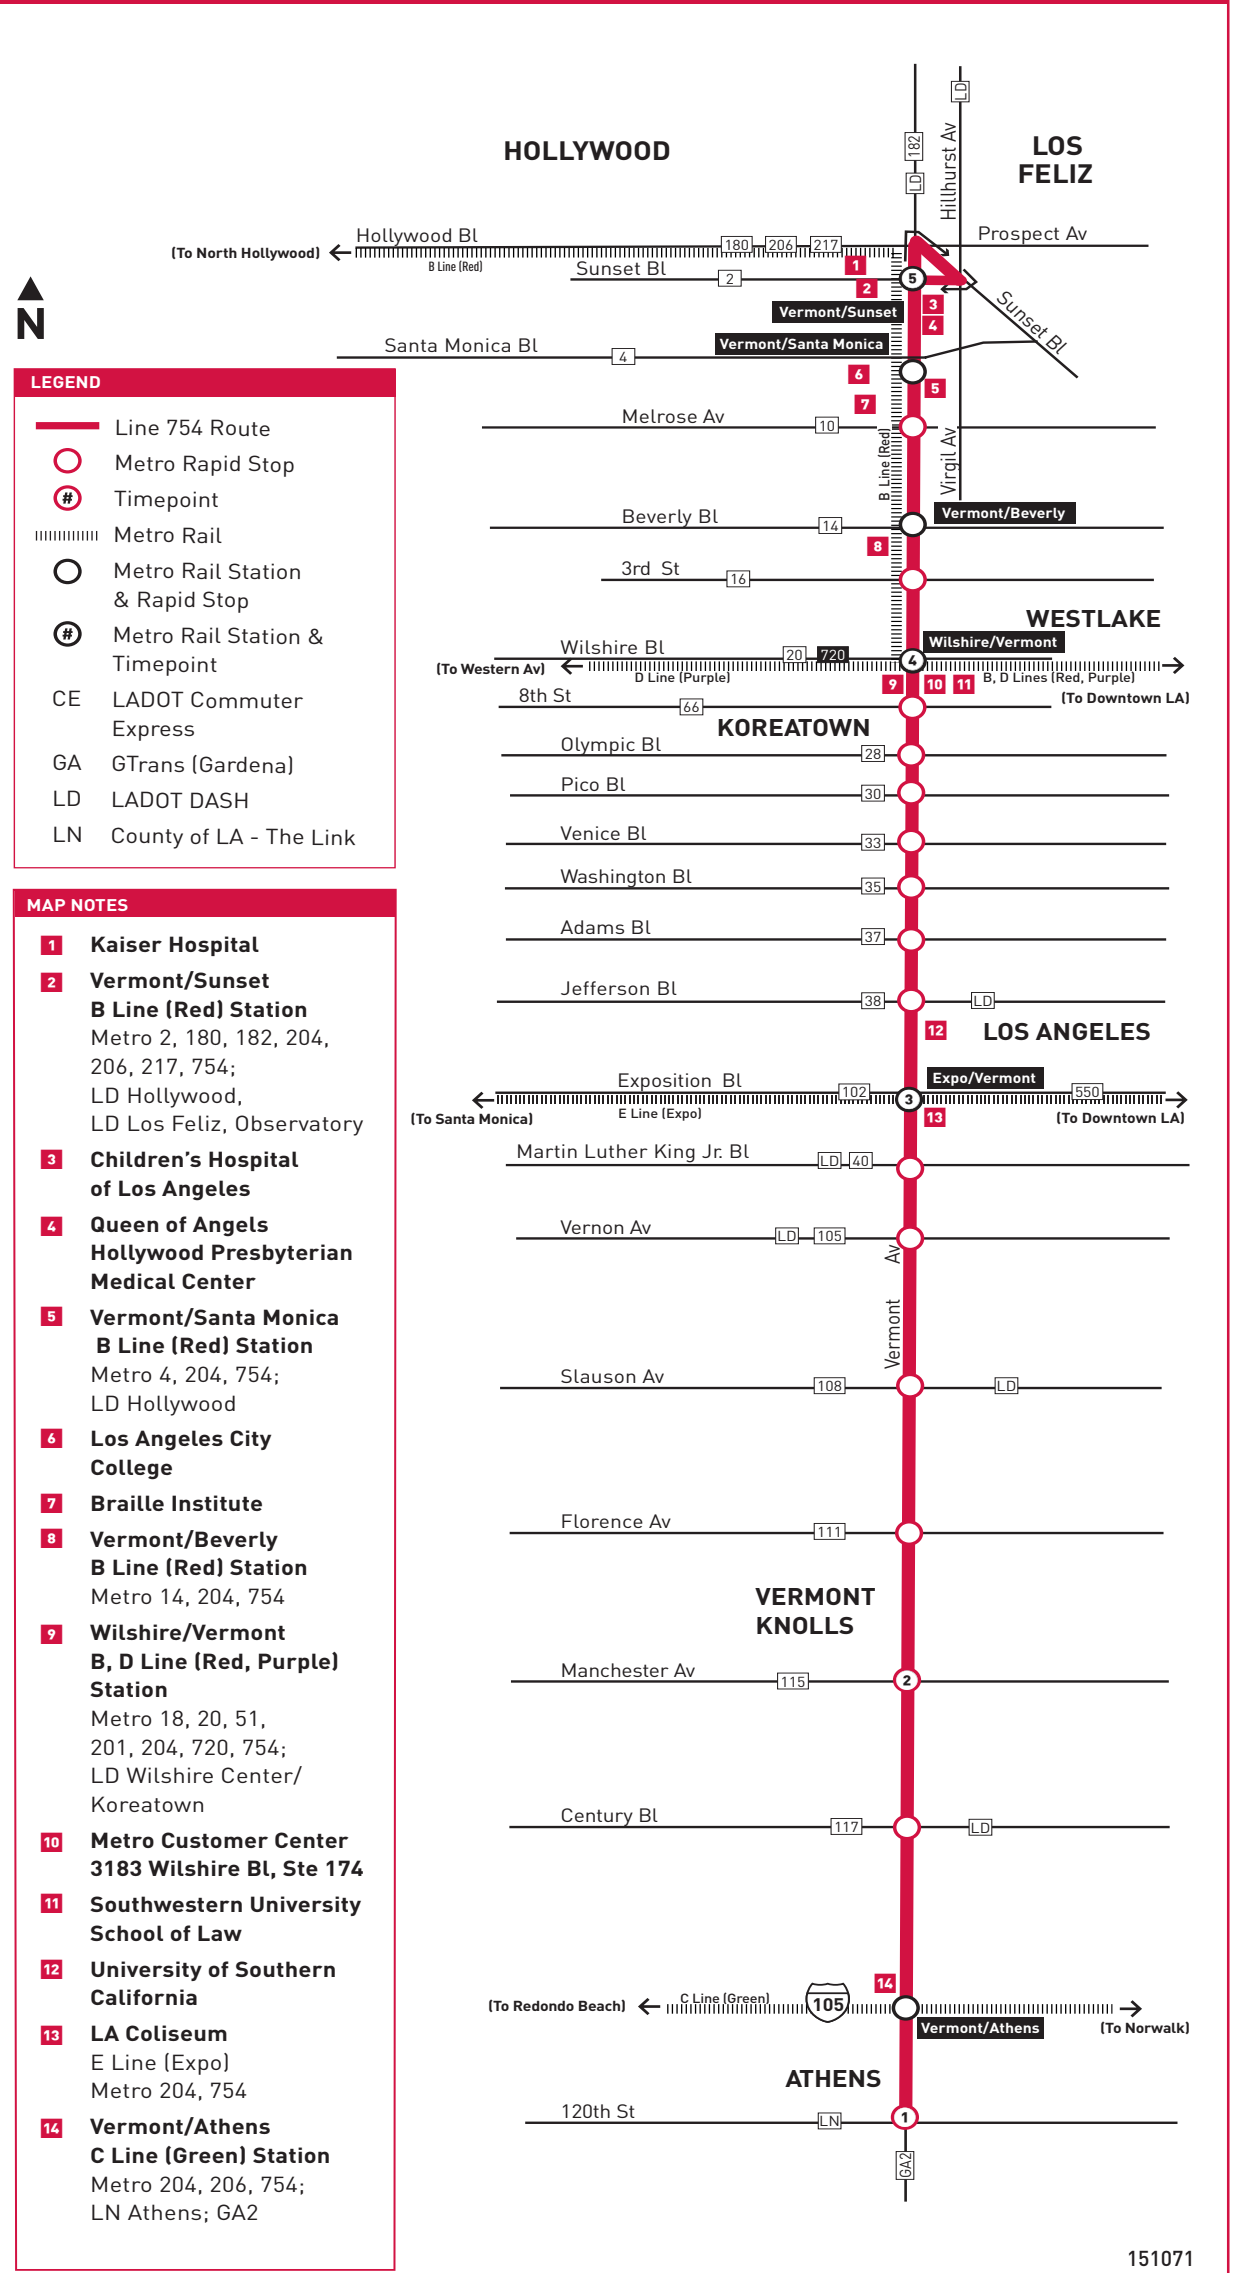 HOLLYWOOD
LOS
FELIZ
LD
182
LD
Hillhurst Av
Hollywood Bl
180
206
217
Prospect Av
(To North Hollywood)
B Line (Red)
1
Sunset Bl
2
5
2
Sunset Bl
Vermont/Sunset
3
4
N
Santa Monica Bl
4
Vermont/Santa Monica
6
5
7
Melrose Av
10
B Line (Red)
Virgil Av
Vermont/Beverly
Beverly Bl
14
8
3rd St
16
WESTLAKE
Wilshire/Vermont
Wilshire Bl
20
720
4
(To Western Av)
D Line (Purple)
9
10
11
B, D Lines (Red, Purple)
(To Downtown LA)
8th St
66
KOREATOWN
Olympic Bl
28
Pico Bl
30
Venice Bl
33
Washington Bl
35
Adams Bl
37
Jefferson Bl
38
LD
12
LOS ANGELES
Exposition Bl
102
Expo/Vermont
550
3
(To Santa Monica)
E Line (Expo)
13
(To Downtown LA)
Martin Luther King Jr. Bl
LD
40
Vernon Av
LD
105
Vermont Av
Slauson Av
108
LD
Florence Av
111
VERMONT
KNOLLS
Manchester Av
115
2
Century Bl
117
LD
14
(To Redondo Beach)
C Line (Green)
105
Vermont/Athens
(To Norwalk)
ATHENS
120th St
LN
1
GA2
LEGEND
Line 754 Route
Metro Rapid Stop
# Timepoint
Metro Rail
Metro Rail Station
& Rapid Stop
# Metro Rail Station &
Timepoint
CE LADOT Commuter
Express
GA GTrans (Gardena)
LD LADOT DASH
LN County of LA - The Link
MAP NOTES
1 Kaiser Hospital
2 Vermont/Sunset
B Line (Red) Station
Metro 2, 180, 182, 204,
206, 217, 754;
LD Hollywood,
LD Los Feliz, Observatory
3 Children’s Hospital
of Los Angeles
4 Queen of Angels
Hollywood Presbyterian
Medical Center
5 Vermont/Santa Monica
B Line (Red) Station
Metro 4, 204, 754;
LD Hollywood
6 Los Angeles City
College
7 Braille Institute
8 Vermont/Beverly
B Line (Red) Station
Metro 14, 204, 754
9 Wilshire/Vermont
B, D Line (Red, Purple)
Station
Metro 18, 20, 51,
201, 204, 720, 754;
LD Wilshire Center/
Koreatown
10 Metro Customer Center
3183 Wilshire Bl, Ste 174
11 Southwestern University
School of Law
12 University of Southern
California
13 LA Coliseum
E Line (Expo)
Metro 204, 754
14 Vermont/Athens
C Line (Green) Station
Metro 204, 206, 754;
LN Athens; GA2
151071